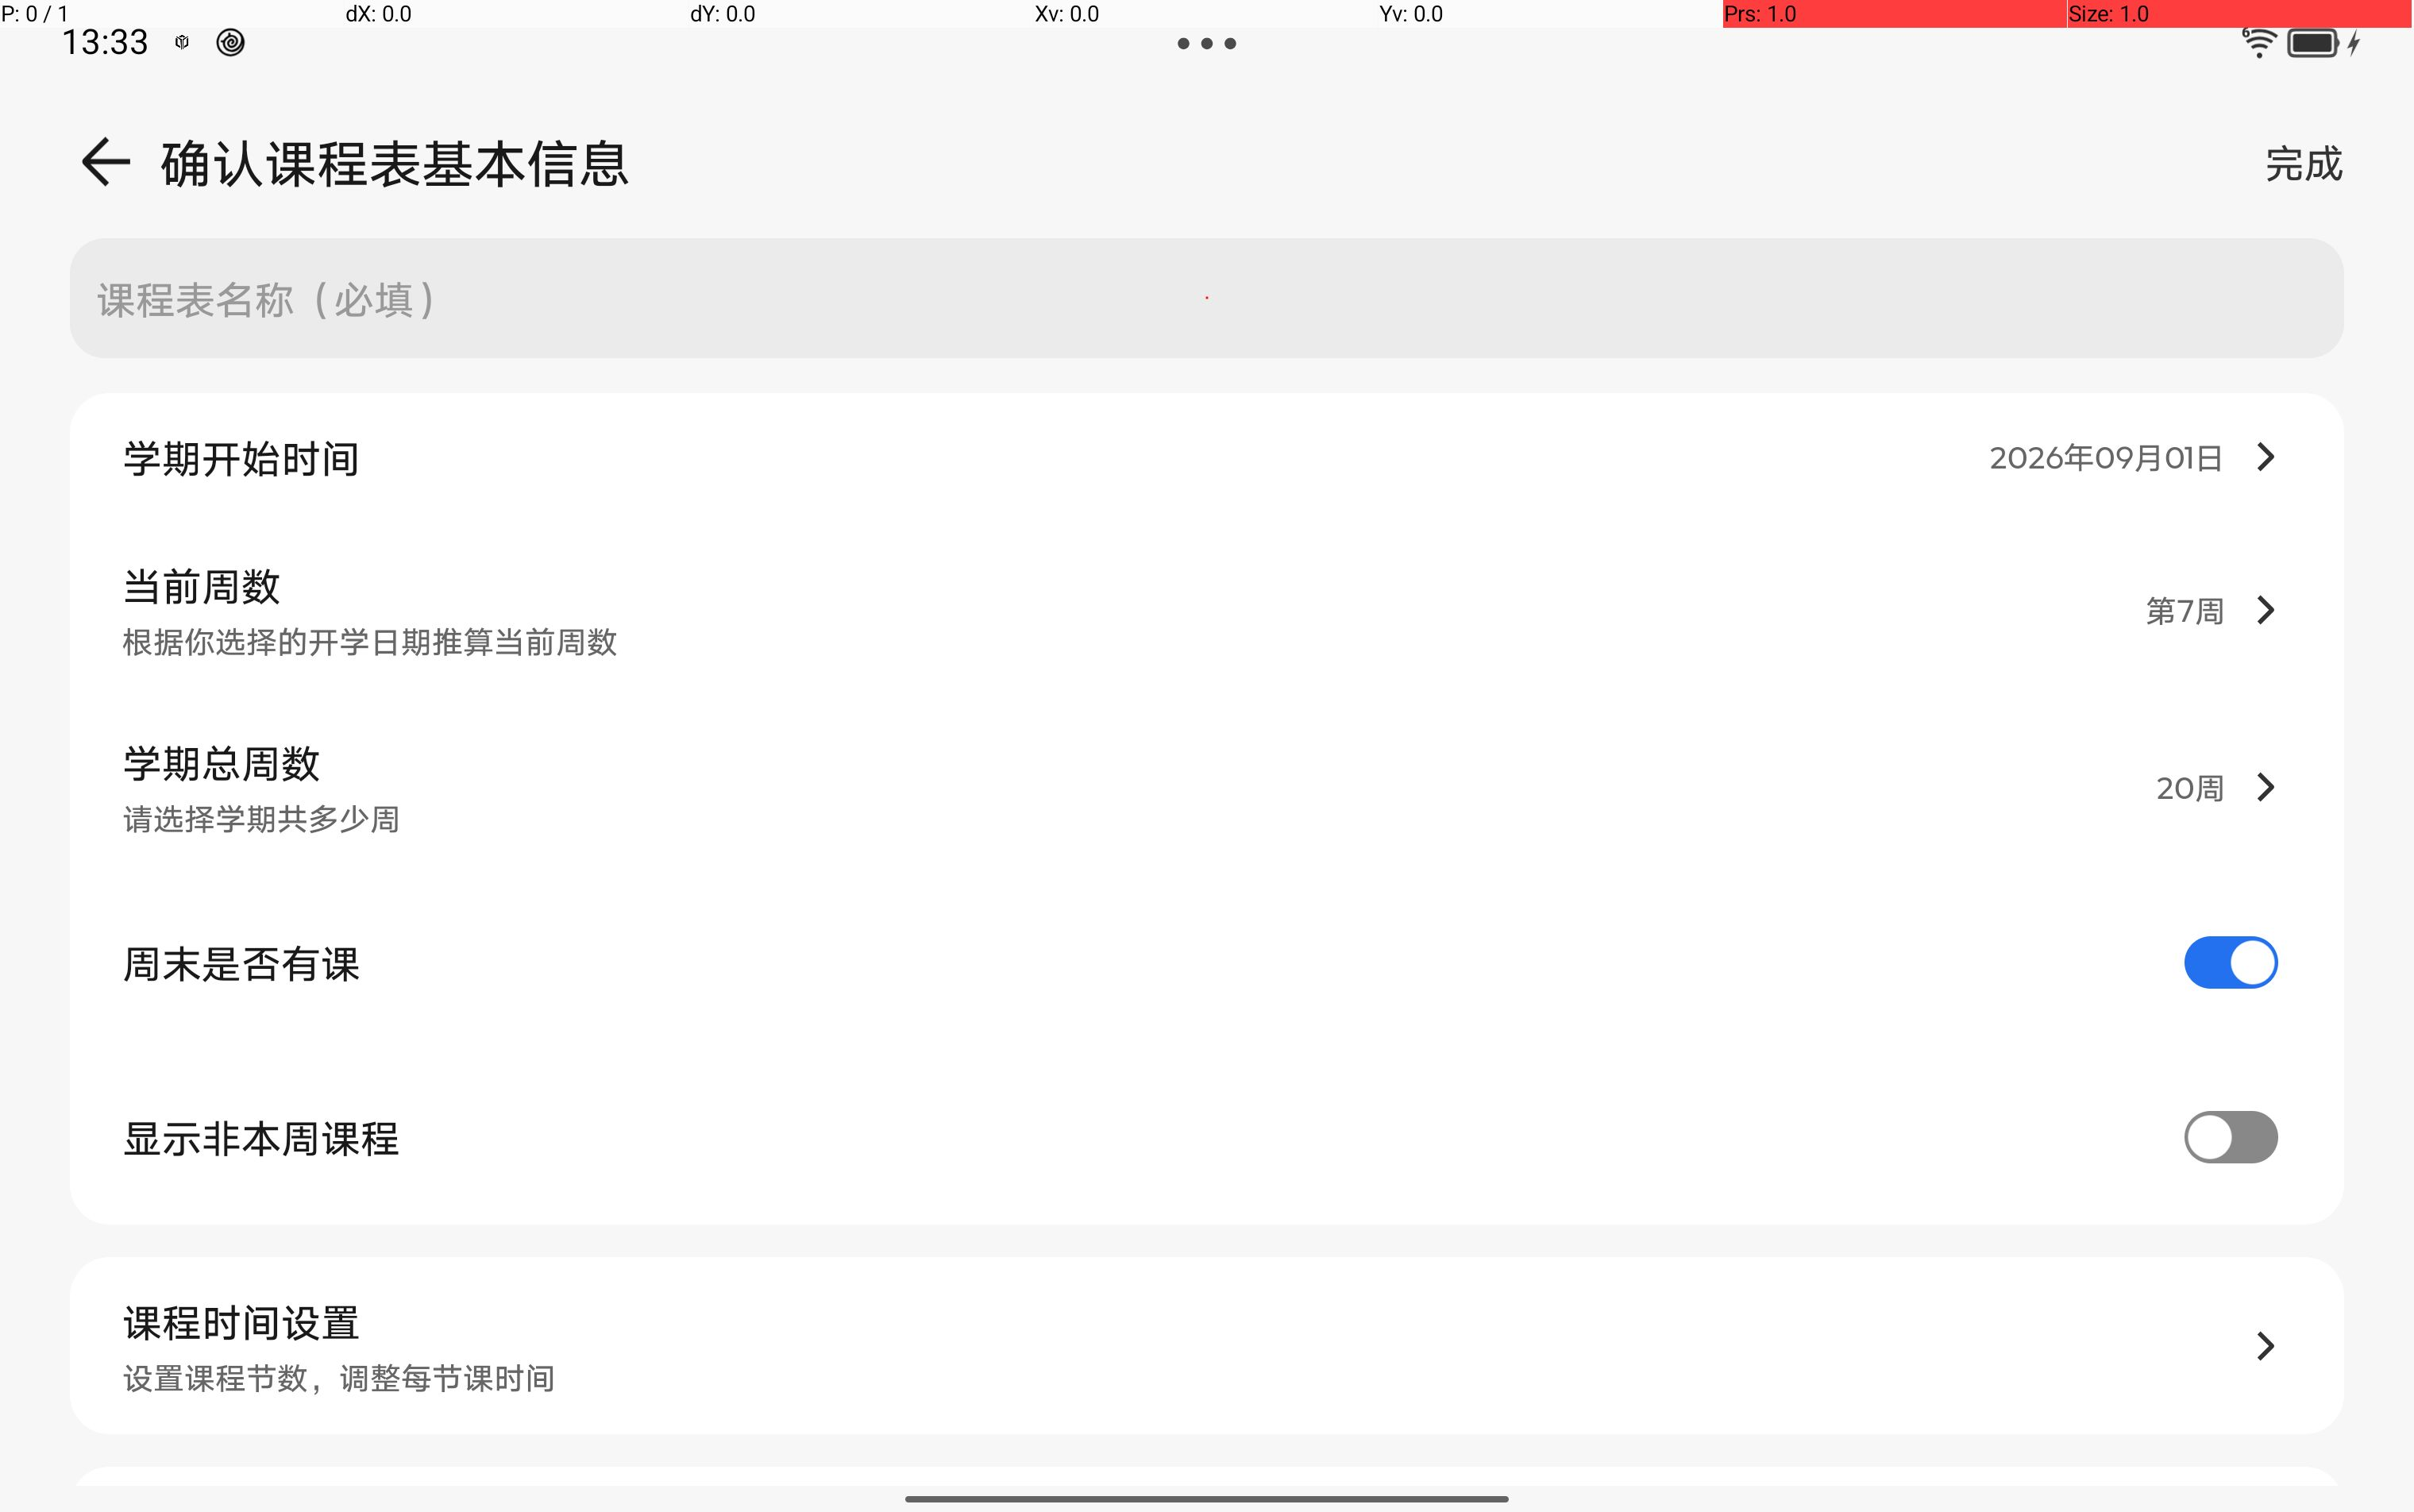 P: 0 / 1 dX: 0.0 dY: 0.0 Xv: 0.0 Yv: 0.0 Prs: 1.0 Size: 1.0
13:33 6
确认课程表基本信息 完成
课程表名称（必填）
学期开始时间 2026年09月01日
当前周数 第7周
根据你选择的开学日期推算当前周数
学期总周数 20周
请选择学期共多少周
周末是否有课
显示非本周课程
课程时间设置
设置课程节数，调整每节课时间